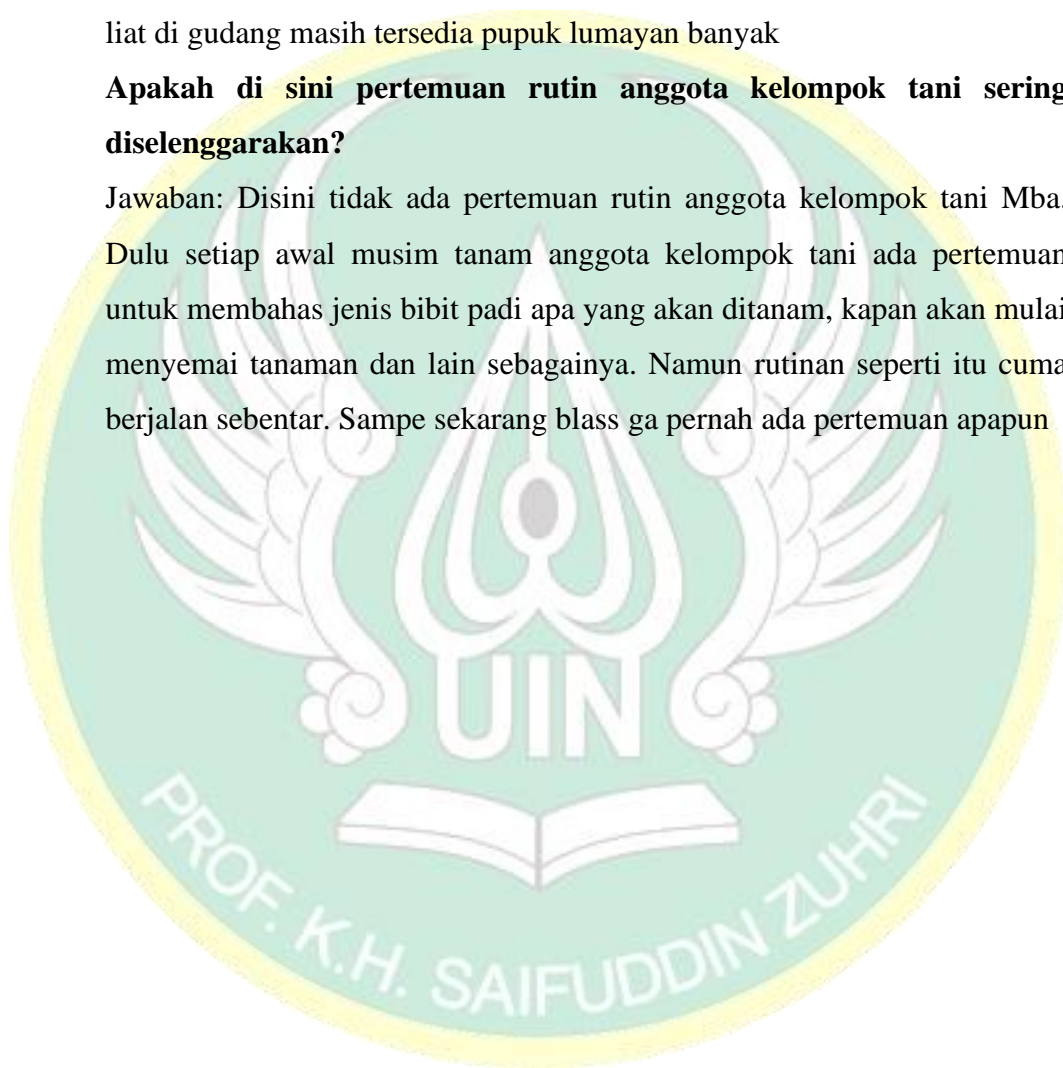 liat di gudang masih tersedia pupuk lumayan banyak
Apakah di sini pertemuan rutin anggota kelompok tani sering
diselenggarakan?
Jawaban: Disini tidak ada pertemuan rutin anggota kelompok tani Mba.
Dulu setiap awal musim tanam anggota kelompok tani ada pertemuan
untuk membahas jenis bibit padi apa yang akan ditanam, kapan akan mulai
menyemai tanaman dan lain sebagainya. Namun rutinan seperti itu cuma
berjalan sebentar. Sampe sekarang blass ga pernah ada pertemuan apapun
UIN
PROF. K.H. SAIFUDDIN ZUHRI